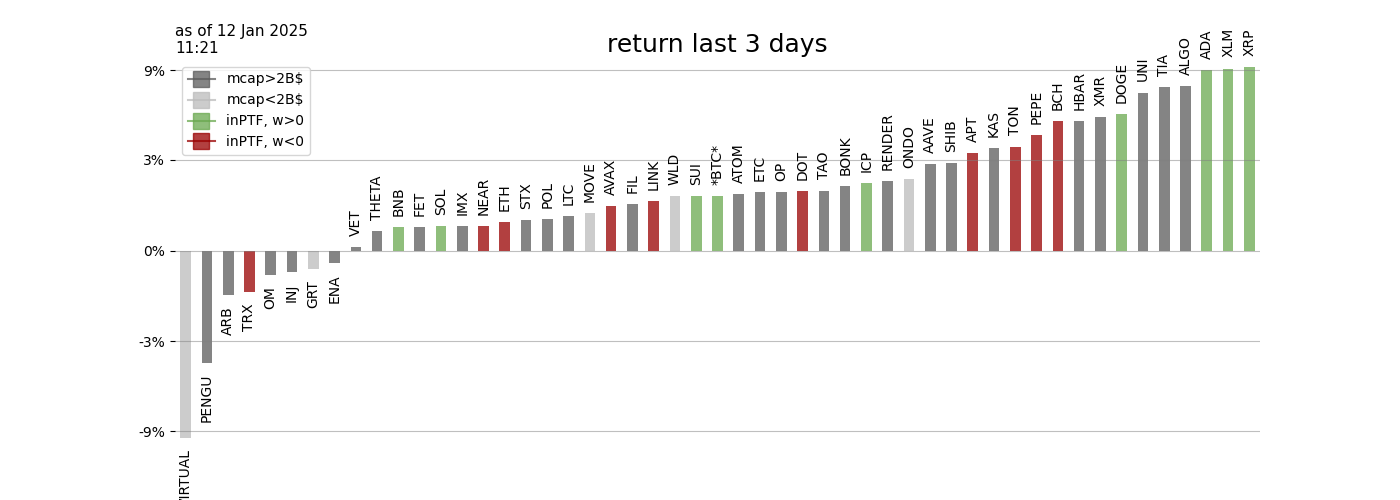 as of 12 Jan 2025
11:21
return last 3 days
mcap>2B$
mcap<2B$
inPTF, w>0
inPTF, w<0
9%
3%
0%
-3%
-9%
VIRTUAL
PENGU
ARB
TRX
OM
INJ
GRT
ENA
VET
THETA
BNB
FET
SOL
IMX
NEAR
ETH
STX
POL
LTC
MOVE
AVAX
FIL
LINK
WLD
SUI
*BTC*
ATOM
ETC
OP
DOT
TAO
BONK
ICP
RENDER
ONDO
AAVE
SHIB
APT
KAS
TON
PEPE
BCH
HBAR
XMR
DOGE
UNI
TIA
ALGO
ADA
XLM
XRP